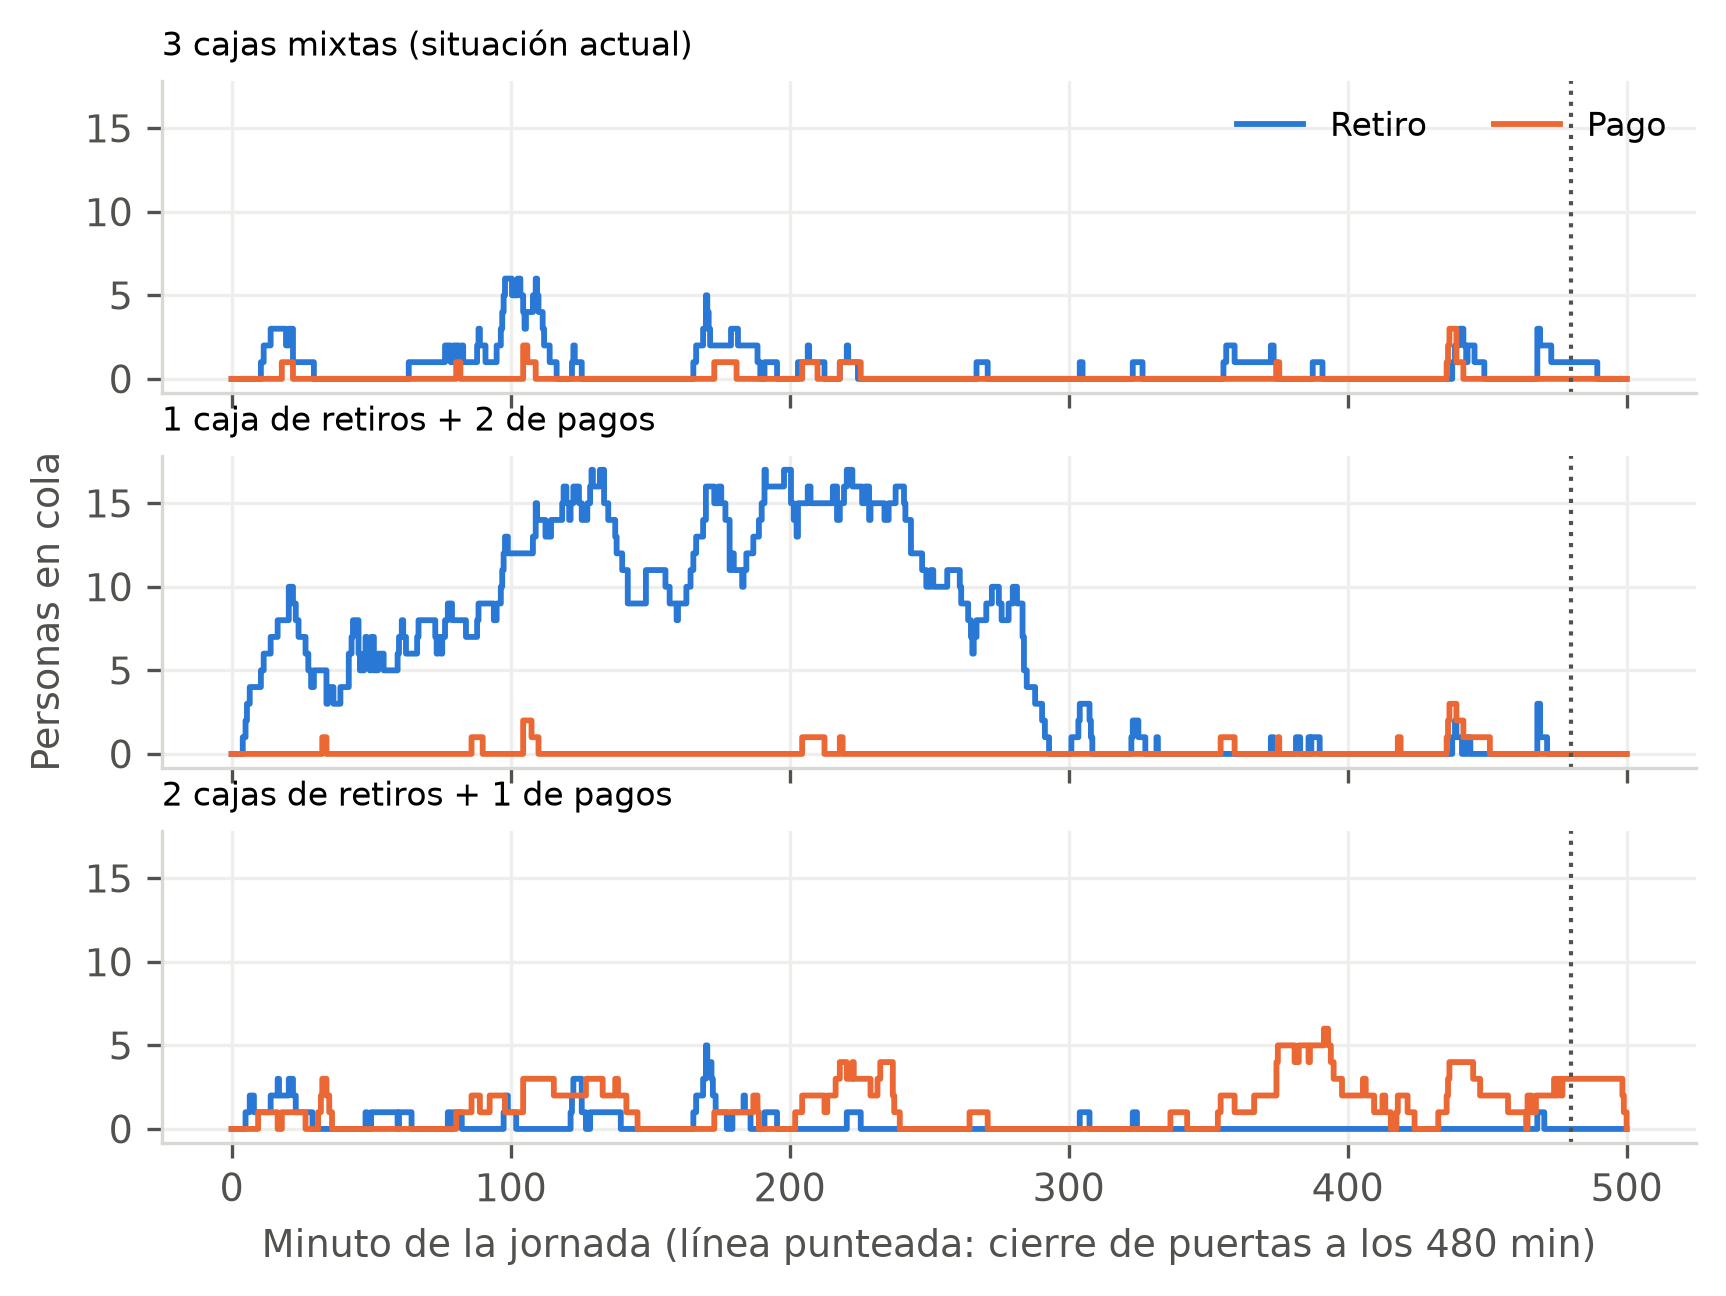 3 cajas mixtas (situación actual)
Retiro
Pago
15
10
5
0
1 caja de retiros + 2 de pagos
Personas en cola
15
10
5
0
2 cajas de retiros + 1 de pagos
15
10
5
0
0 100 200 300 400 500
Minuto de la jornada (línea punteada: cierre de puertas a los 480 min)